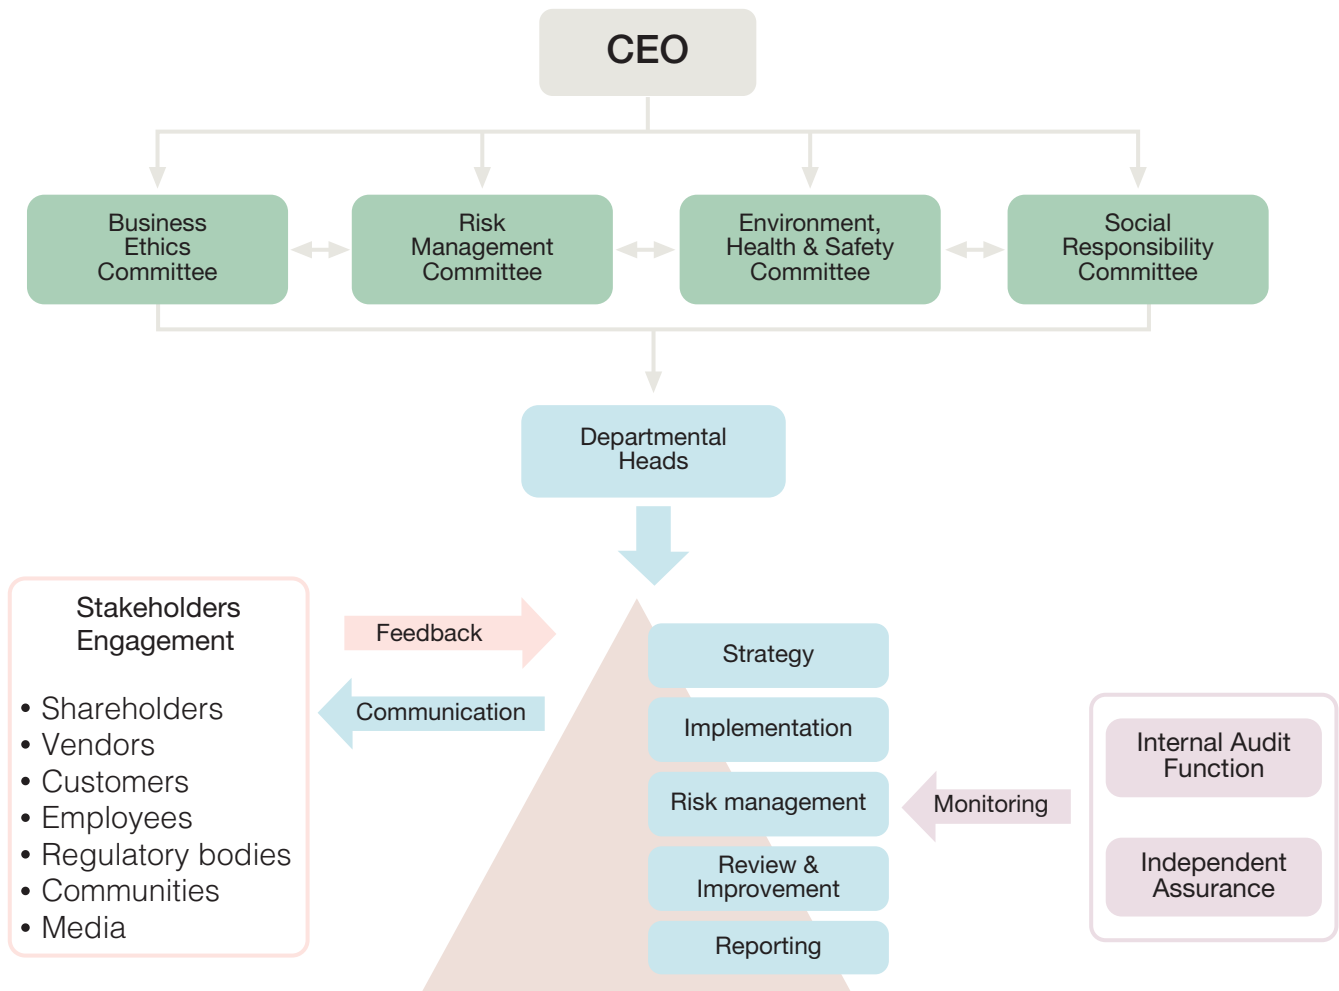 CEO
Business
Ethics
Committee
Risk
Management
Committee
Environment,
Health & Safety
Committee
Social
Responsibility
Committee
Departmental
Heads
Stakeholders
Engagement
• Shareholders
• Vendors
• Customers
• Employees
• Regulatory bodies
• Communities
• Media
Feedback
Communication
Strategy
Implementation
Risk management
Review &
Improvement
Reporting
Monitoring
Internal Audit
Function
Independent
Assurance